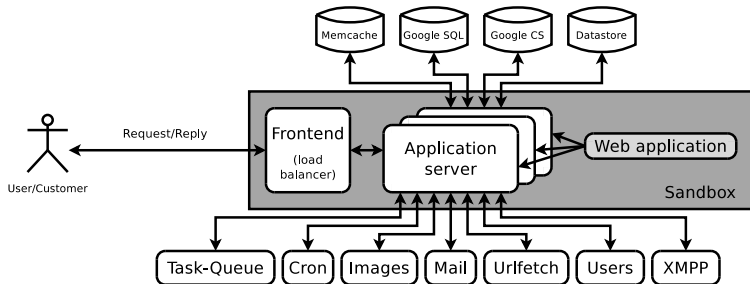 Memcache
Google SQL
Google CS
Datastore
Request/Reply
User/Customer
Frontend
(load
balancer)
Application
server
Web application
Sandbox
Task-Queue
Cron
Images
Mail
Urlfetch
Users
XMPP